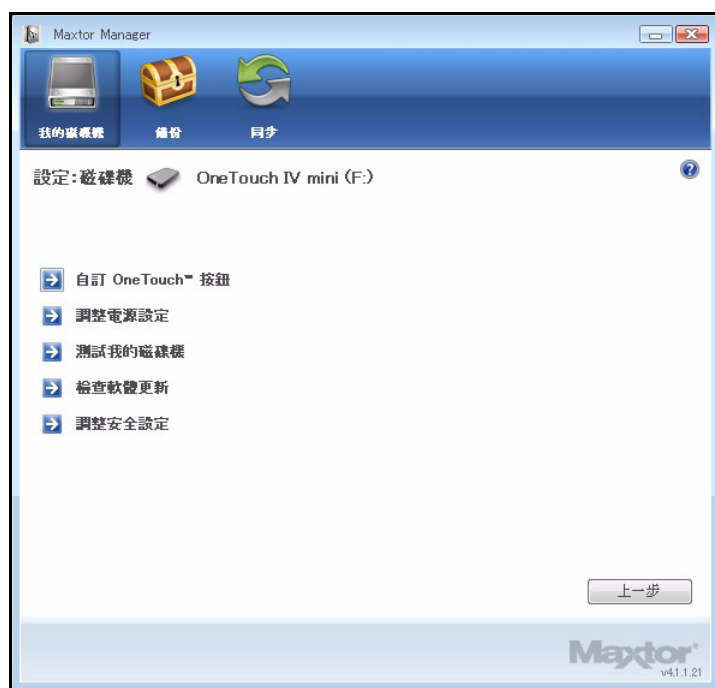 Maxtor Manager
我的磁碟機 備份 同步
設定:磁碟機 OneTouch IV mini (F:)
自訂 OneTouch™ 按鈕
調整電源設定
測試我的磁碟機
檢查軟體更新
調整安全設定
上一步
Maxtor
v4.1.1.21